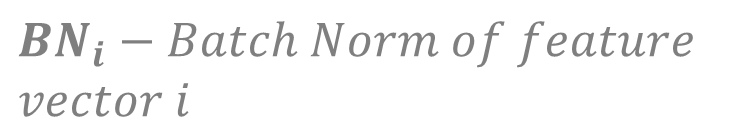 BNᵢ − Batch Norm of feature
vector i